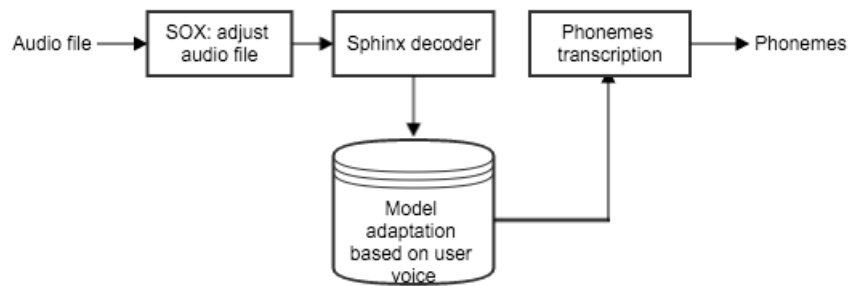 Audio file
SOX: adjust
audio file
Sphinx decoder
Phonemes
transcription
Phonemes
Model
adaptation
based on user
voice